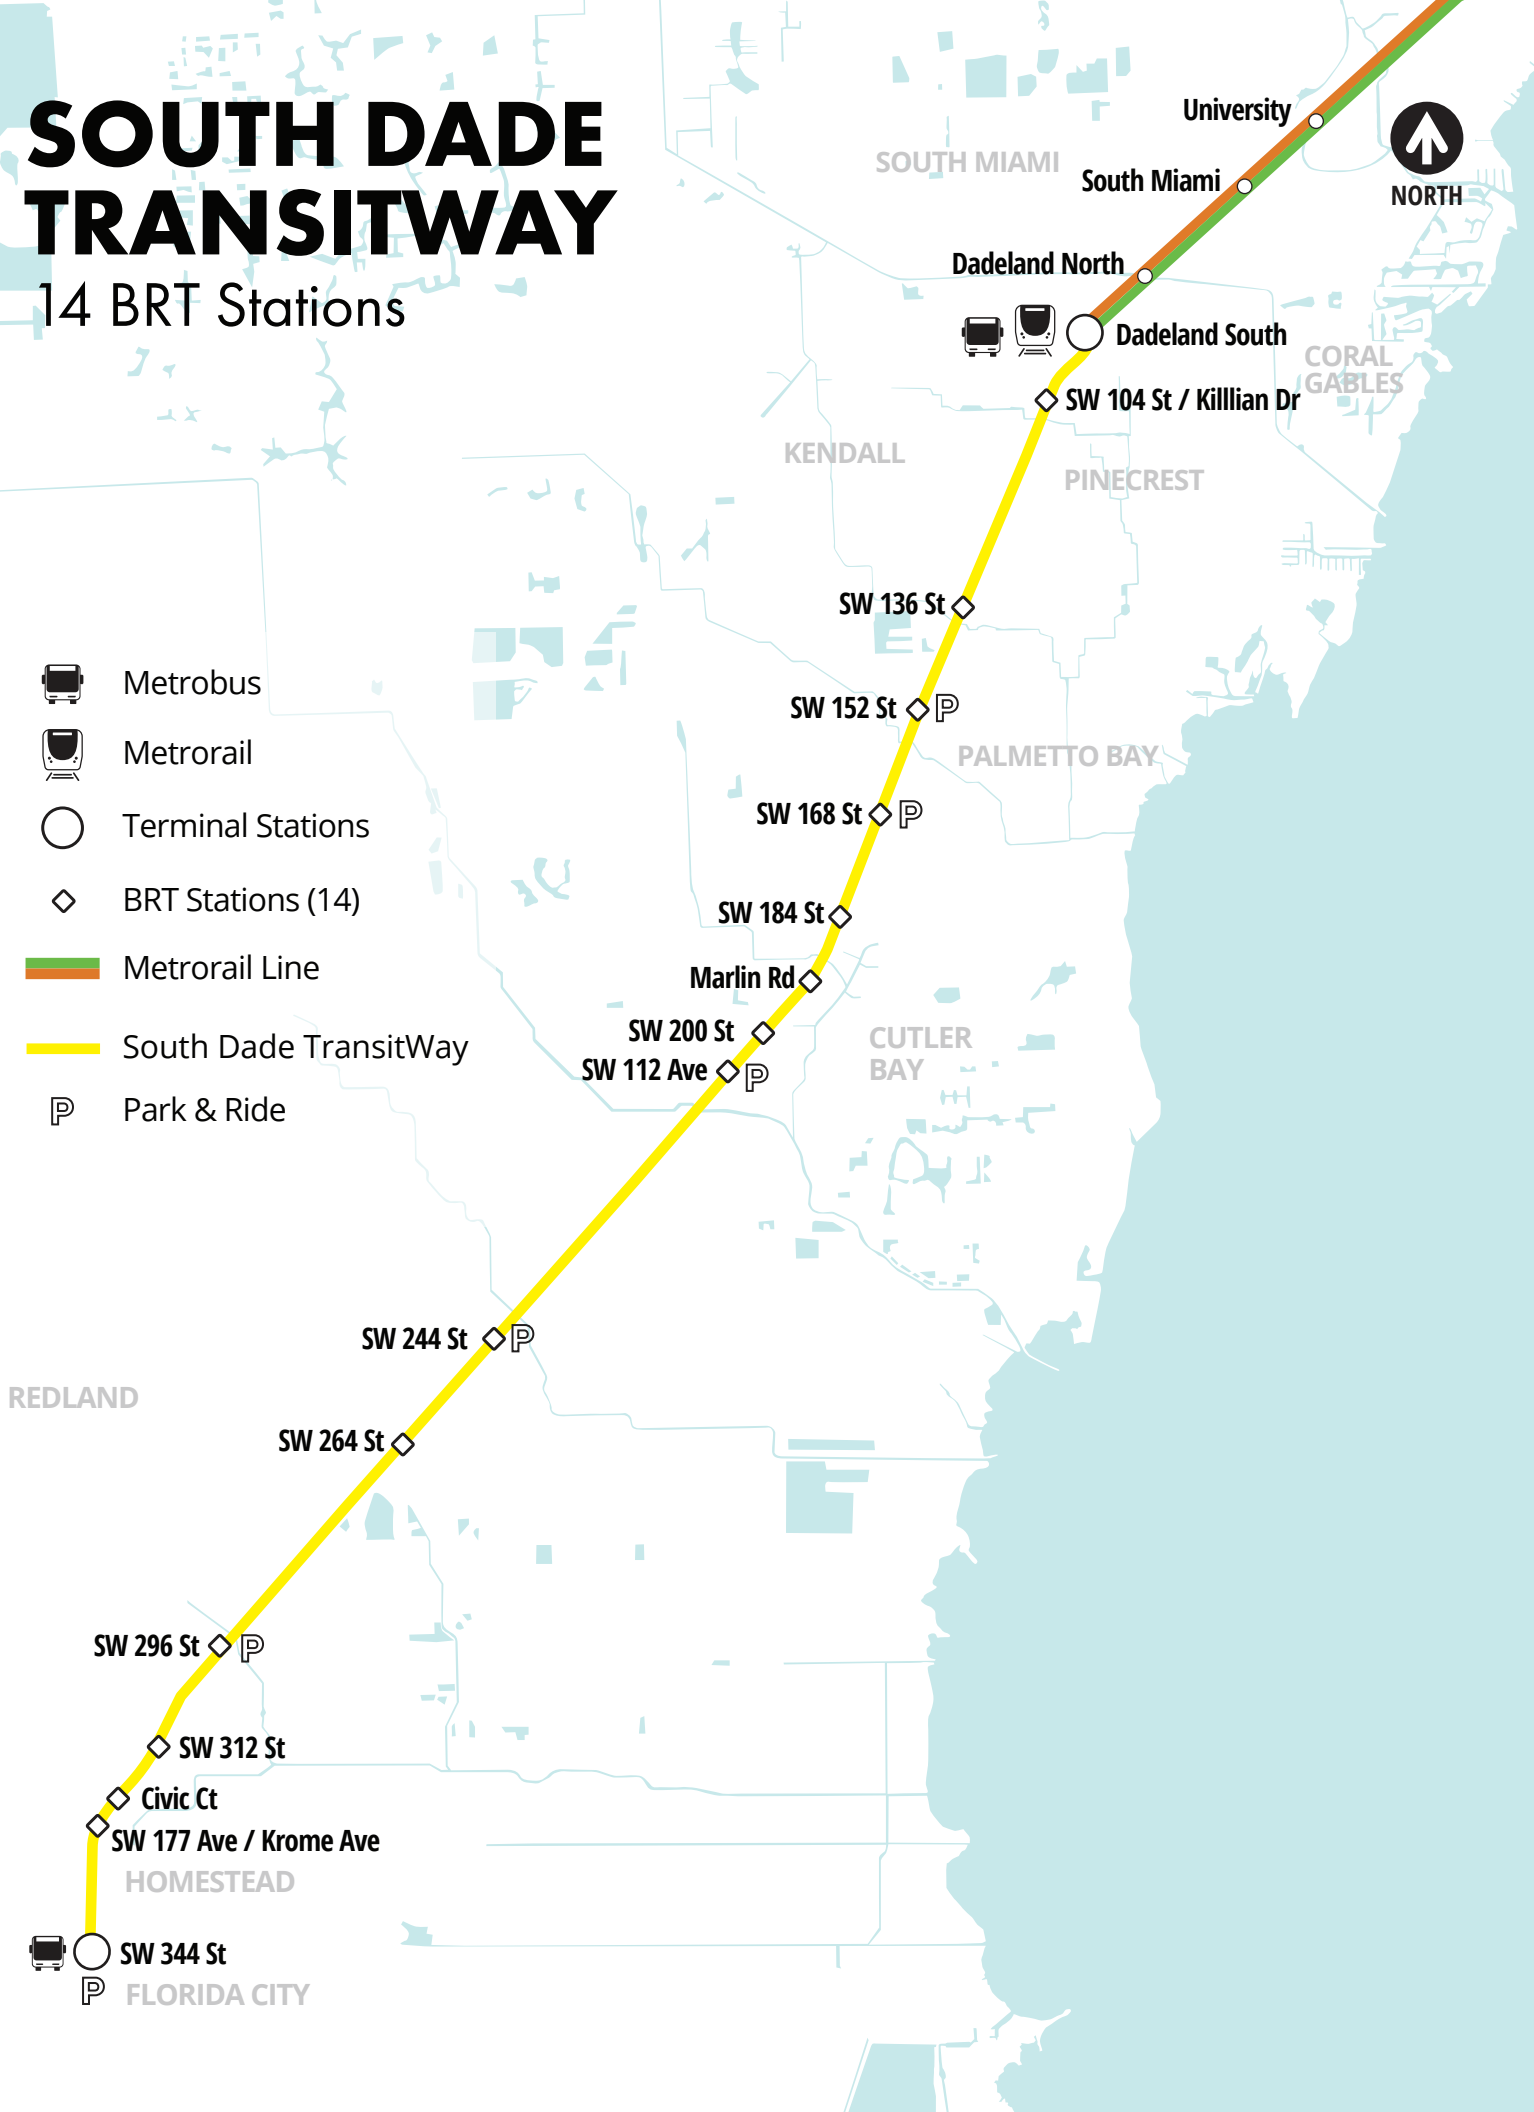 SOUTH DADE
TRANSITWAY
14 BRT Stations
University
South Miami
NORTH
SOUTH MIAMI
Dadeland North
Dadeland South
CORAL
GABLES
SW 104 St / Killlian Dr
KENDALL
PINECREST
SW 136 St
SW 152 St
P
PALMETTO BAY
SW 168 St
P
SW 184 St
Marlin Rd
SW 200 St
CUTLER
BAY
SW 112 Ave
P
Metrobus
Metrorail
Terminal Stations
BRT Stations (14)
Metrorail Line
South Dade TransitWay
P
Park & Ride
SW 244 St
P
REDLAND
SW 264 St
SW 296 St
P
SW 312 St
Civic Ct
SW 177 Ave / Krome Ave
HOMESTEAD
SW 344 St
P
FLORIDA CITY